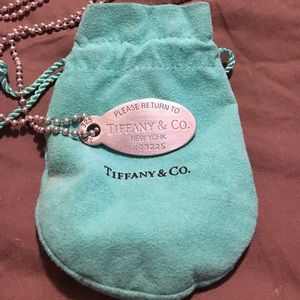 PLEASE RETURN TO
TIFFANY & CO.
NEW YORK
TIFFANY & CO.